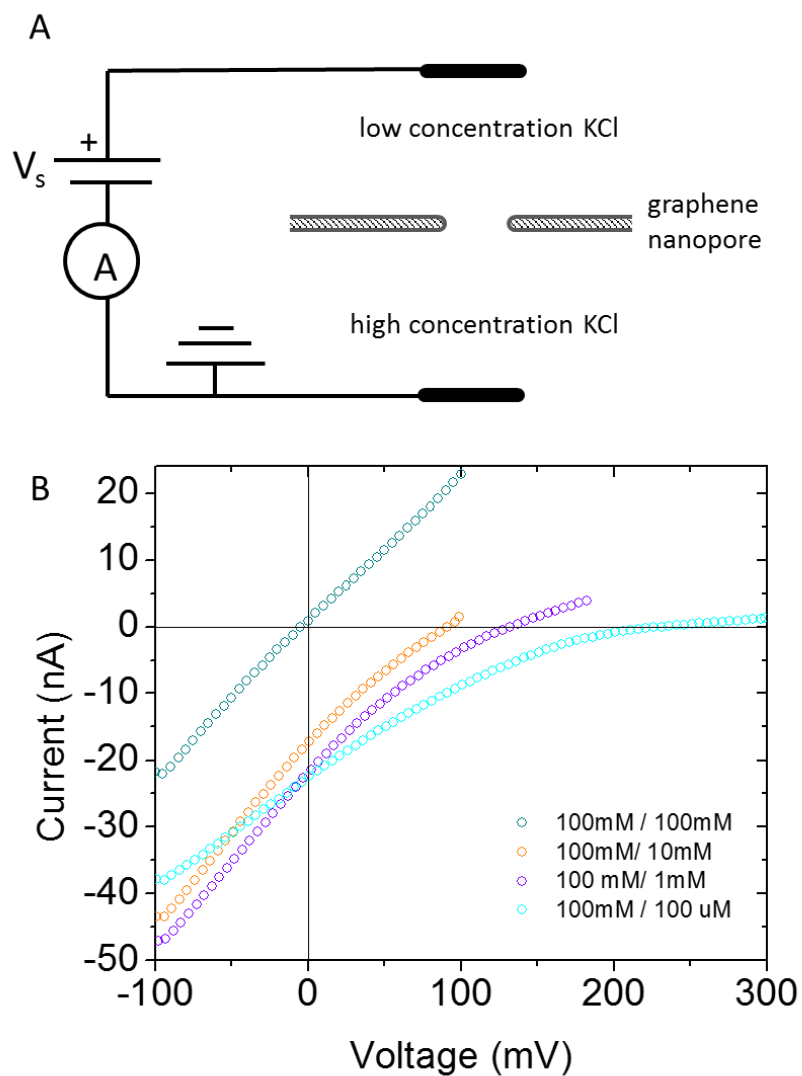 A
low concentration KCl
+
Vs
graphene
nanopore
A
high concentration KCl
B
20
10
0
-10
-20
-30
-40
-50
Current (nA)
100mM / 100mM
100mM/ 10mM
100 mM/ 1mM
100mM / 100 uM
-100
0
100
200
300
Voltage (mV)